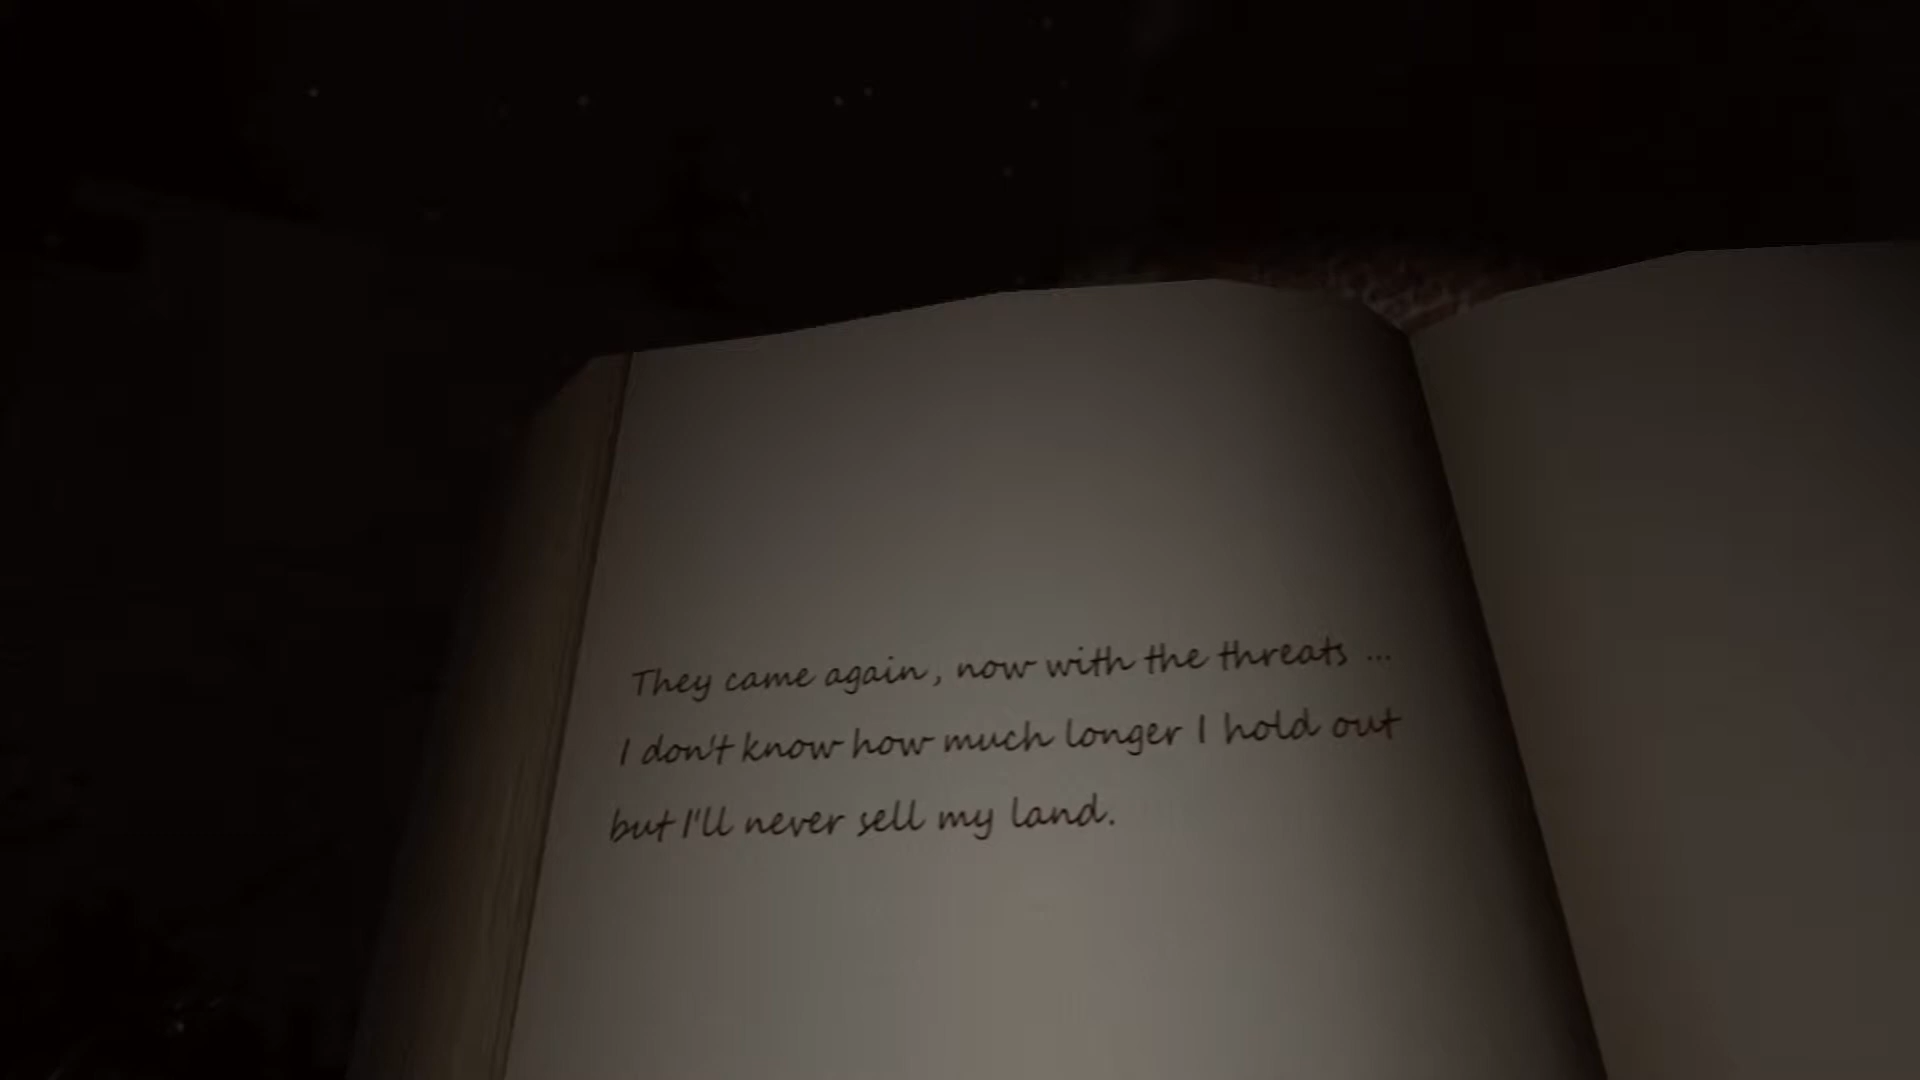 They came again, now with the threats ...
I don't know how much longer I hold out
but I'll never sell my land.